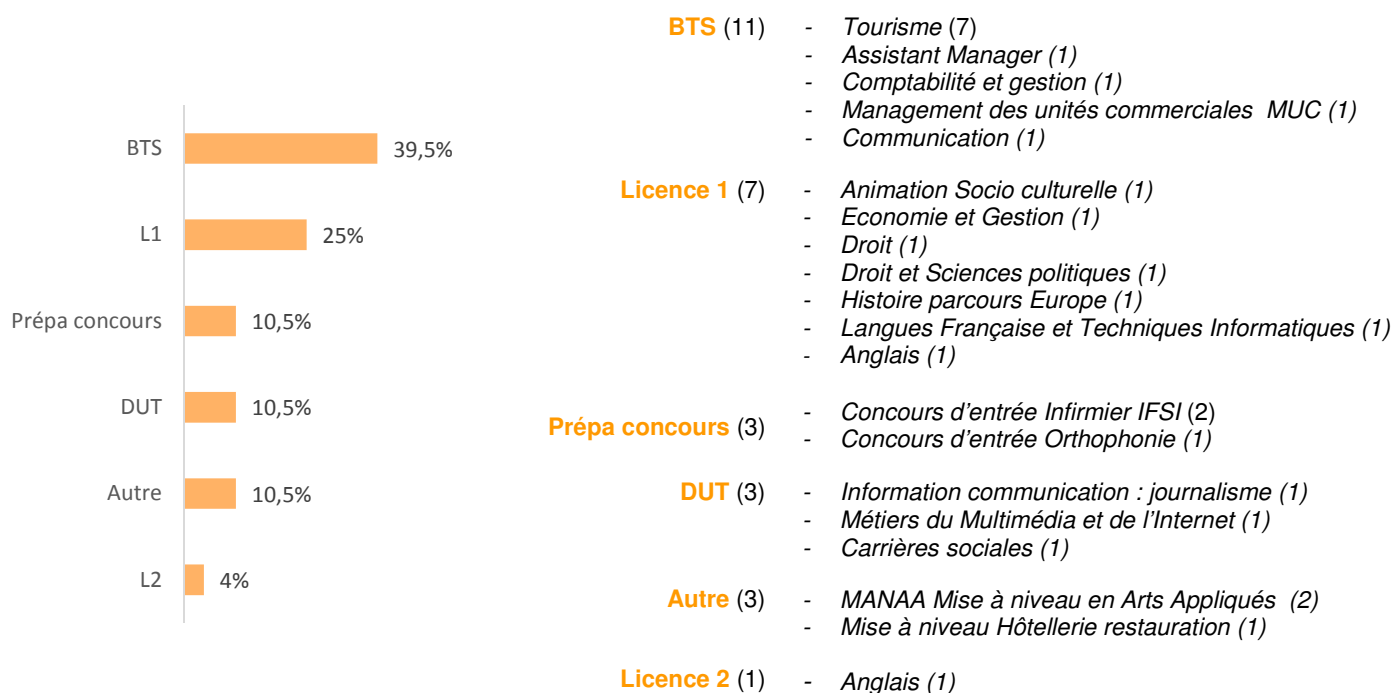 BTS 39,5%
L1 25%
Prépa concours 10,5%
DUT 10,5%
Autre 10,5%
L2 4%
BTS (11) - Tourisme (7)
- Assistant Manager (1)
- Comptabilité et gestion (1)
- Management des unités commerciales MUC (1)
- Communication (1)
Licence 1 (7) - Animation Socio culturelle (1)
- Economie et Gestion (1)
- Droit (1)
- Droit et Sciences politiques (1)
- Histoire parcours Europe (1)
- Langues Française et Techniques Informatiques (1)
- Anglais (1)
Prépa concours (3) - Concours d'entrée Infirmier IFSI (2)
- Concours d'entrée Orthophonie (1)
DUT (3) - Information communication : journalisme (1)
- Métiers du Multimédia et de l'Internet (1)
- Carrières sociales (1)
Autre (3) - MANAA Mise à niveau en Arts Appliqués (2)
- Mise à niveau Hôtellerie restauration (1)
Licence 2 (1) - Anglais (1)